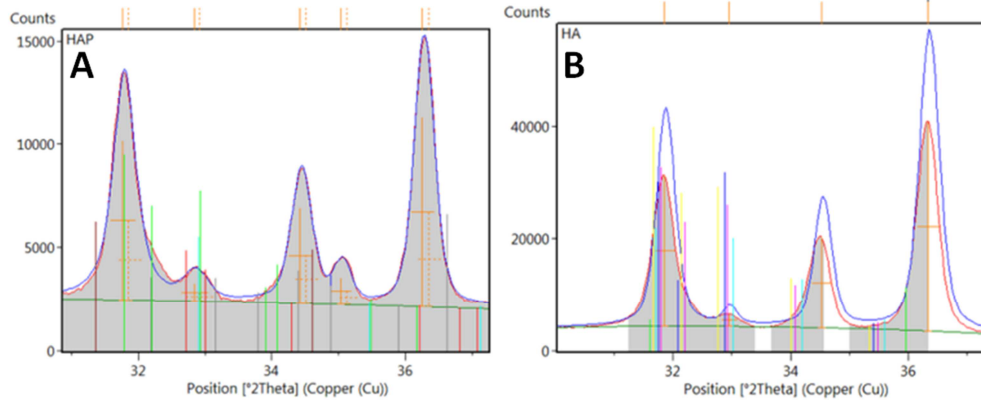 Counts
HAP
A
15000
10000
5000
0
32
34
36
Position [°2Theta] (Copper (Cu))
Counts
HA
B
40000
20000
0
32
34
36
Position [°2Theta] (Copper (Cu))